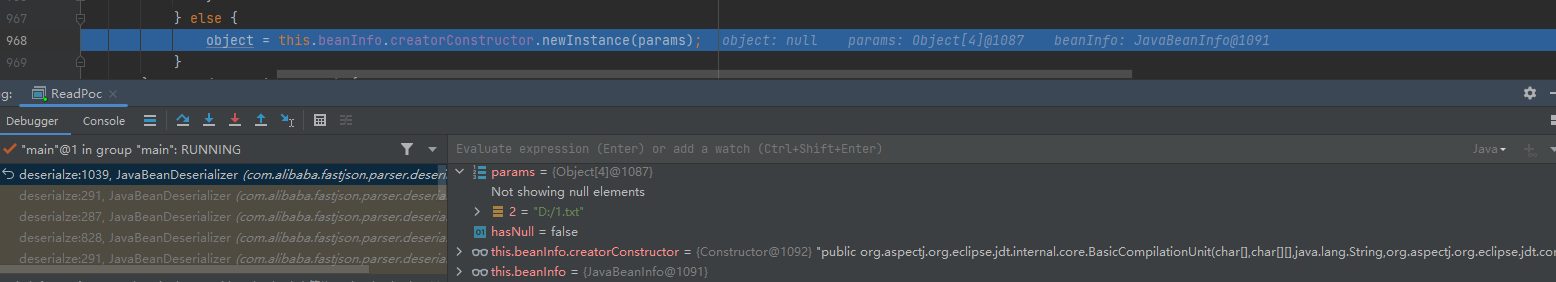 967
} else {
968 object = this.beanInfo.creatorConstructor.newInstance(params); object: null params: Object[4]@1087 beanInfo: JavaBeanInfo@1091
969 }
g: ReadPoc
Debugger Console
"main"@1 in group "main": RUNNING
Evaluate expression (Enter) or add a watch (Ctrl+Shift+Enter)
Java
deserialze:1039, JavaBeanDeserializer (com.alibaba.fastjson.parser.deseri
deserialze:291, JavaBeanDeserializer (com.alibaba.fastjson.parser.deserial
deserialze:287, JavaBeanDeserializer (com.alibaba.fastjson.parser.deserial
deserialze:828, JavaBeanDeserializer (com.alibaba.fastjson.parser.deserial
deserialze:291, JavaBeanDeserializer (com.alibaba.fastjson.parser.deserial
params = {Object[4]@1087}
Not showing null elements
2 = "D:/1.txt"
hasNull = false
this.beanInfo.creatorConstructor = {Constructor@1092} "public org.aspectj.org.eclipse.jdt.internal.core.BasicCompilationUnit(char[],char[][],java.lang.String,org.aspectj.org.eclipse.jdt.co
this.beanInfo = {JavaBeanInfo@1091}